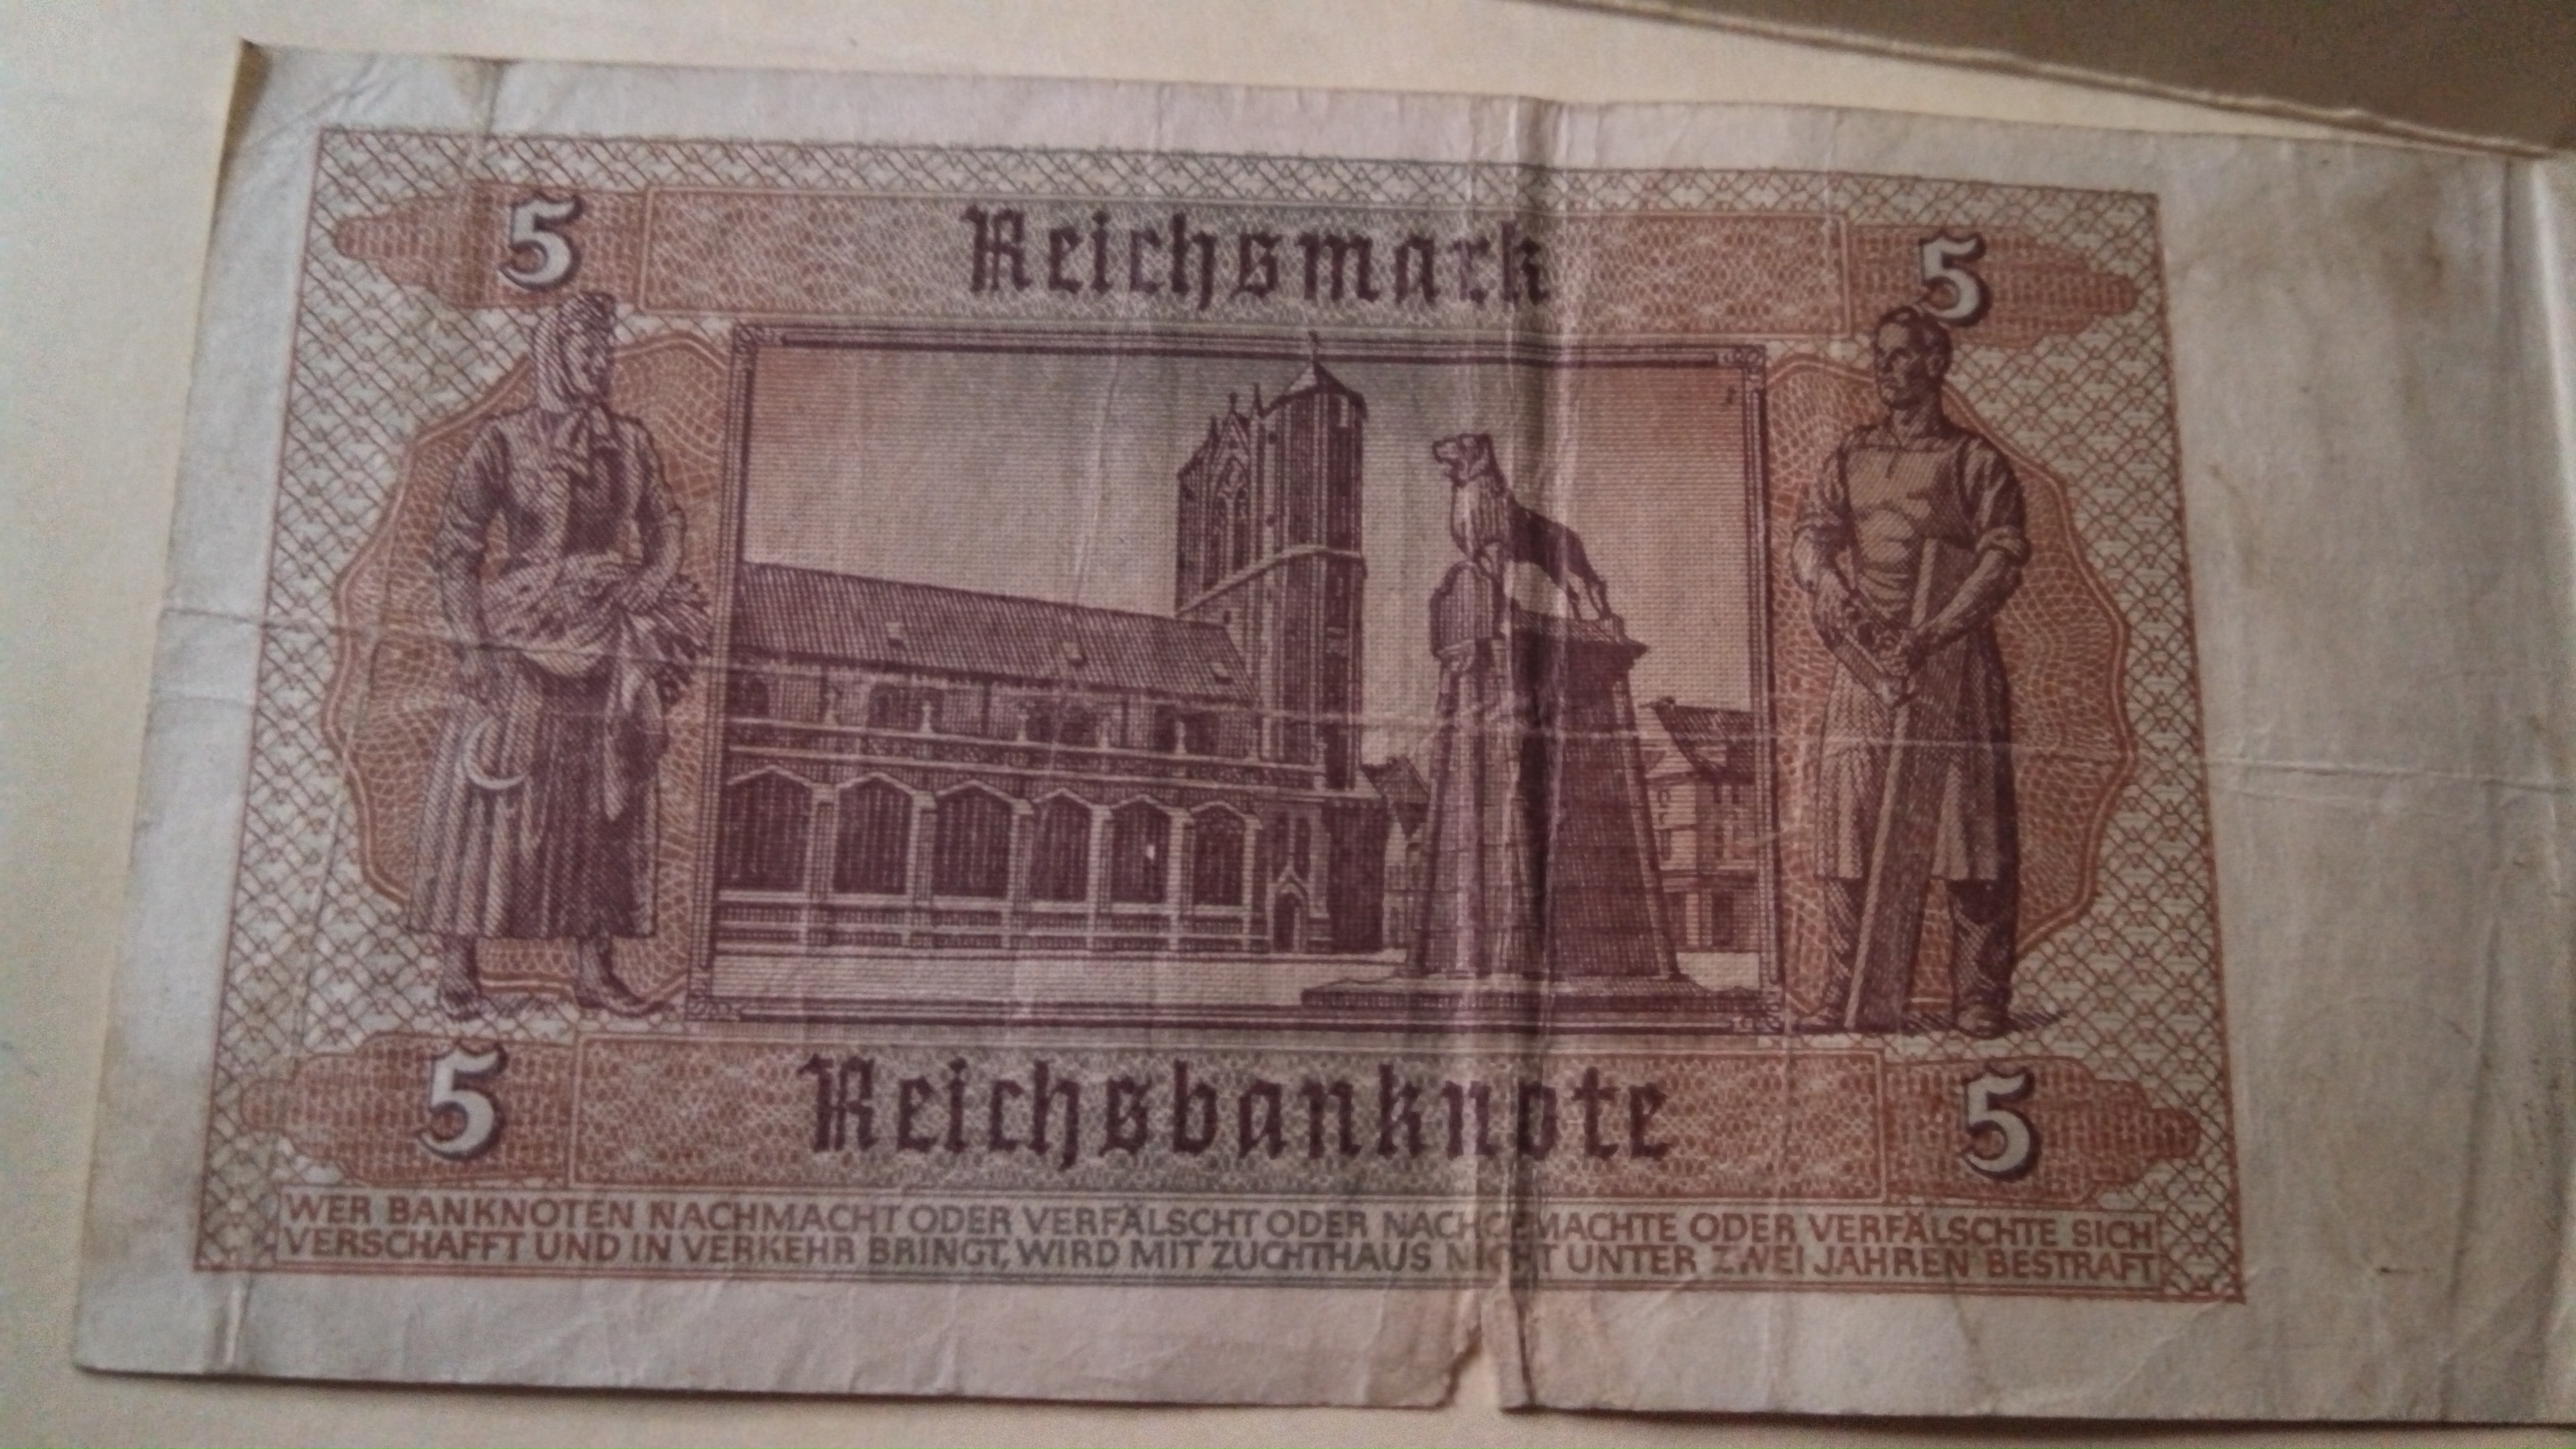 5 Reichsmark 5
5 Reichsbanknote 5
WER BANKNOTEN NACHMACHT ODER VERFÄLSCHT ODER NACHGEMACHTE ODER VERFÄLSCHTE SICH
VERSCHAFFT UND IN VERKEHR BRINGT, WIRD MIT ZUCHTHAUS NICHT UNTER ZWEI JAHREN BESTRAFT